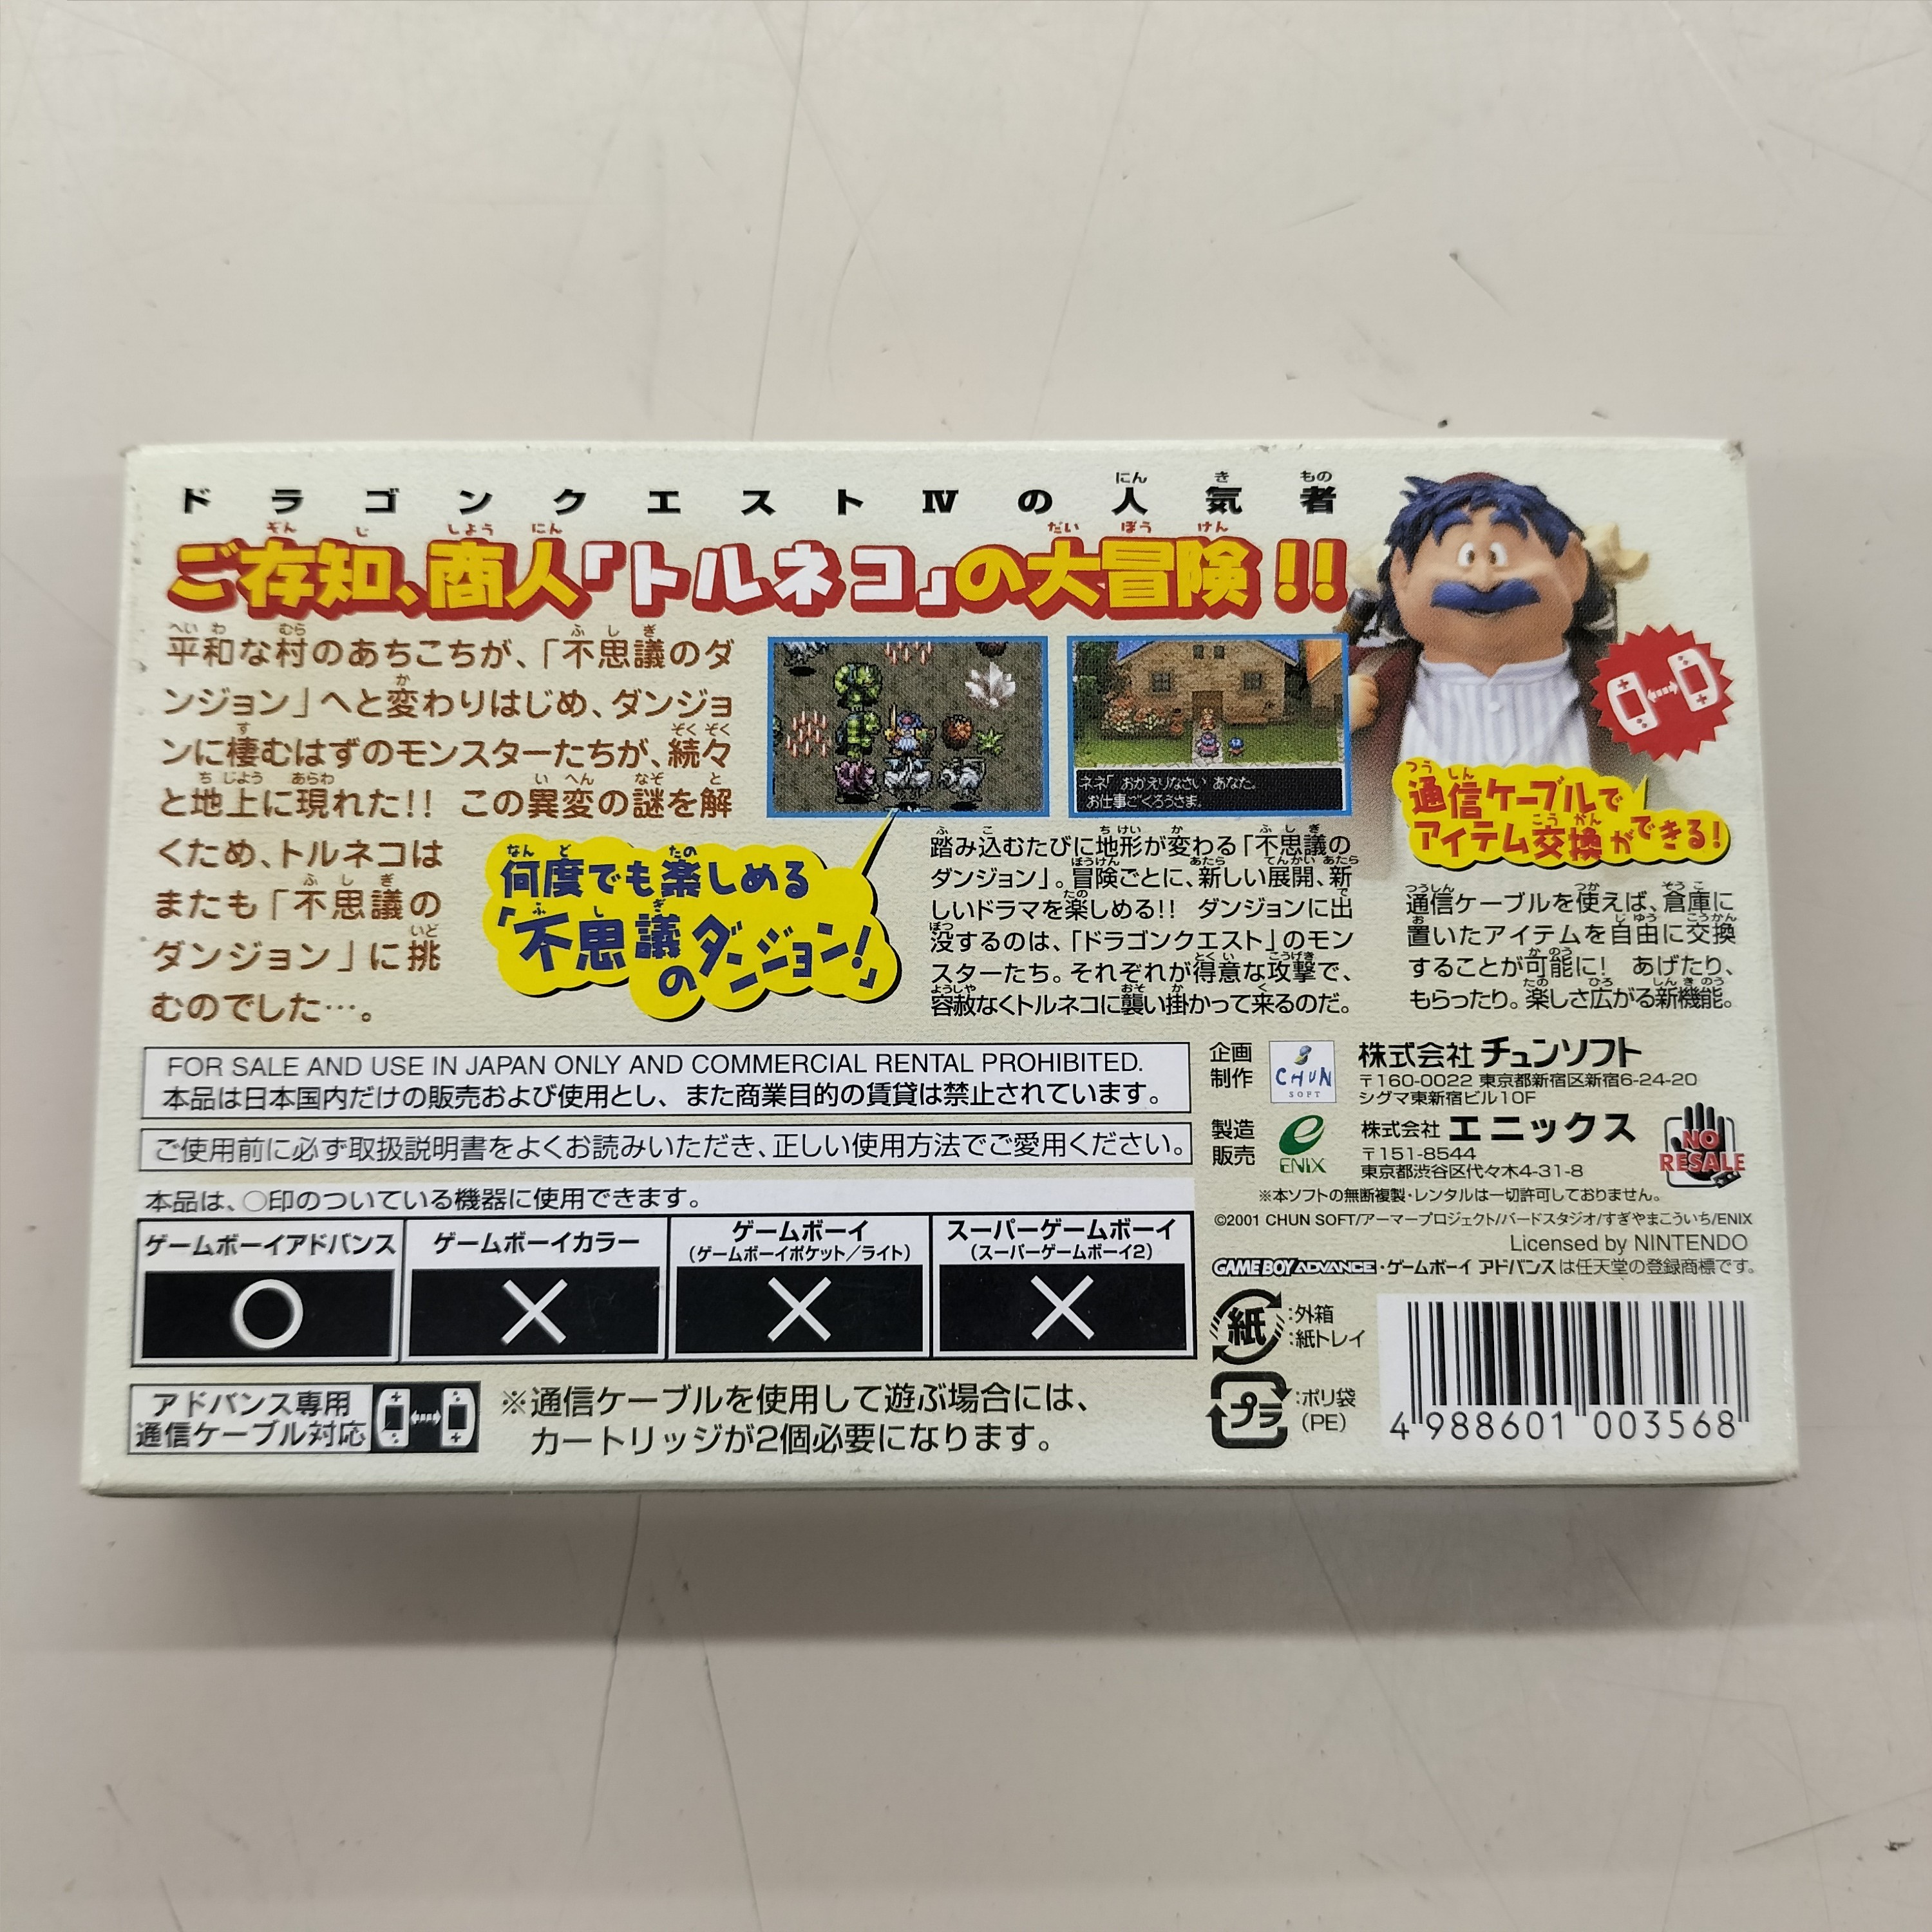 ドラゴンクエストⅣの人気者
ご存知、商人「トルネコ」の大冒険!!
平和な村のあちこちが、「不思議のダ
ンジョン」へと変わりはじめ、ダンジョ
ンに棲むはずのモンスターたちが、続々
と地上に現れた!! この異変の謎を解
くため、トルネコは
またも「不思議の
ダンジョン」に挑
むのでした…。
ネネ「 おかえりなさい あなた。
お仕事ごくろうさま。
何度でも楽しめる
「不思議のダンジョン!」
踏み込むたびに地形が変わる「不思議の
ダンジョン」。冒険ごとに、新しい展開、新
しいドラマを楽しめる!! ダンジョンに出
没するのは、「ドラゴンクエスト」のモン
スターたち。それぞれが得意な攻撃で、
容赦なくトルネコに襲い掛かって来るのだ。
通信ケーブルで
アイテム交換ができる!
通信ケーブルを使えば、倉庫に
置いたアイテムを自由に交換
することが可能に! あげたり、
もらったり。楽しさ広がる新機能。
FOR SALE AND USE IN JAPAN ONLY AND COMMERCIAL RENTAL PROHIBITED.
本品は日本国内だけの販売および使用とし、また商業目的の賃貸は禁止されています。
ご使用前に必ず取扱説明書をよくお読みいただき、正しい使用方法でご愛用ください。
本品は、○印のついている機器に使用できます。
ゲームボーイアドバンス
ゲームボーイカラー
ゲームボーイ
(ゲームボーイポケット/ライト)
スーパーゲームボーイ
(スーパーゲームボーイ2)
○ × × ×
アドバンス専用
通信ケーブル対応
※通信ケーブルを使用して遊ぶ場合には、
カートリッジが2個必要になります。
企画
制作
CHUN
SOFT
株式会社 チュンソフト
〒160-0022 東京都新宿区新宿6-24-20
シグマ東新宿ビル10F
製造
販売
ENIX
株式会社 エニックス
〒151-8544
東京都渋谷区代々木4-31-8
NO
RESALE
※本ソフトの無断複製・レンタルは一切許可しておりません。
©2001 CHUN SOFT/アーマープロジェクト/バードスタジオ/すぎやまこういち/ENIX
Licensed by NINTENDO
GAME BOY ADVANCE・ゲームボーイ アドバンスは任天堂の登録商標です。
紙
:外箱
:紙トレイ
プラ
:ポリ袋
(PE)
4 988601 003568